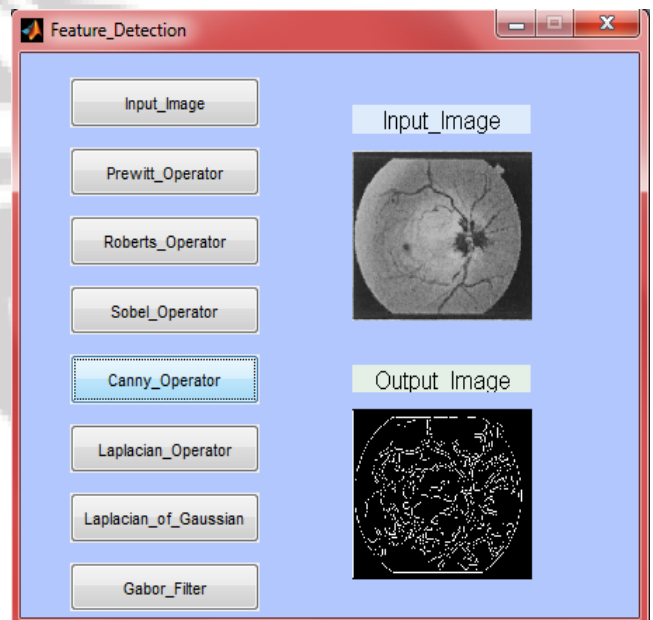 Feature_Detection
Input_Image
Prewitt_Operator
Roberts_Operator
Sobel_Operator
Canny_Operator
Laplacian_Operator
Laplacian_of_Gaussian
Gabor_Filter
Input_Image
Output_Image